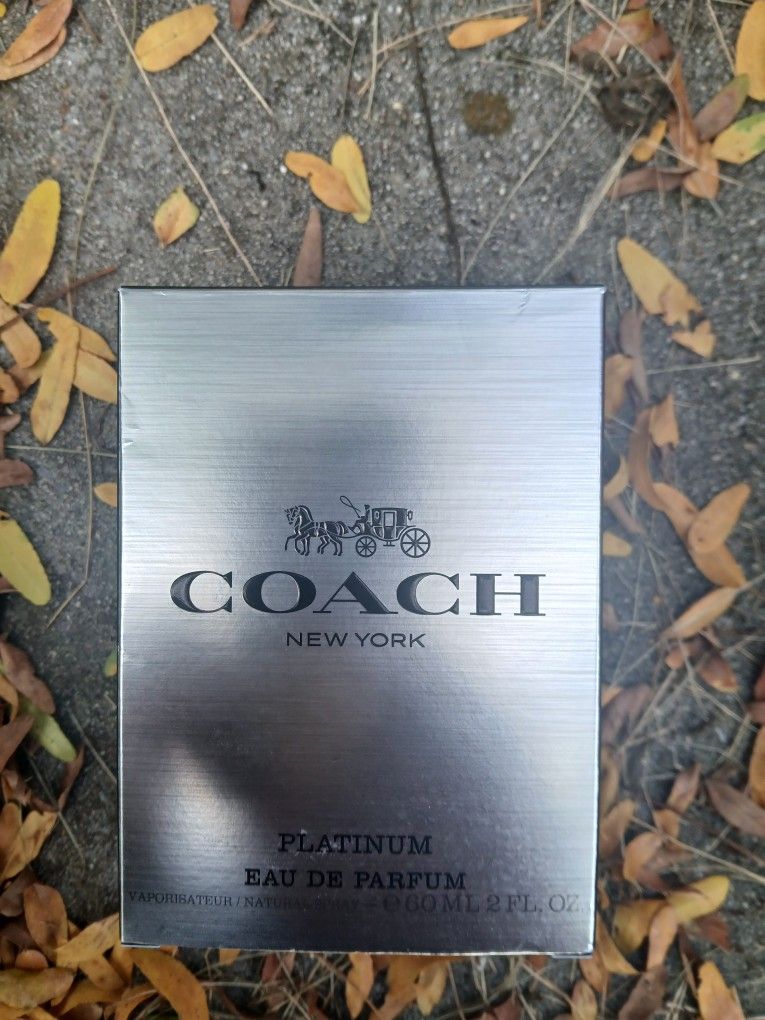 COACH
NEW YORK
PLATINUM
EAU DE PARFUM
VAPORISATEUR / NATURAL SPRAY – ℮ 60 ML 2 FL. OZ.